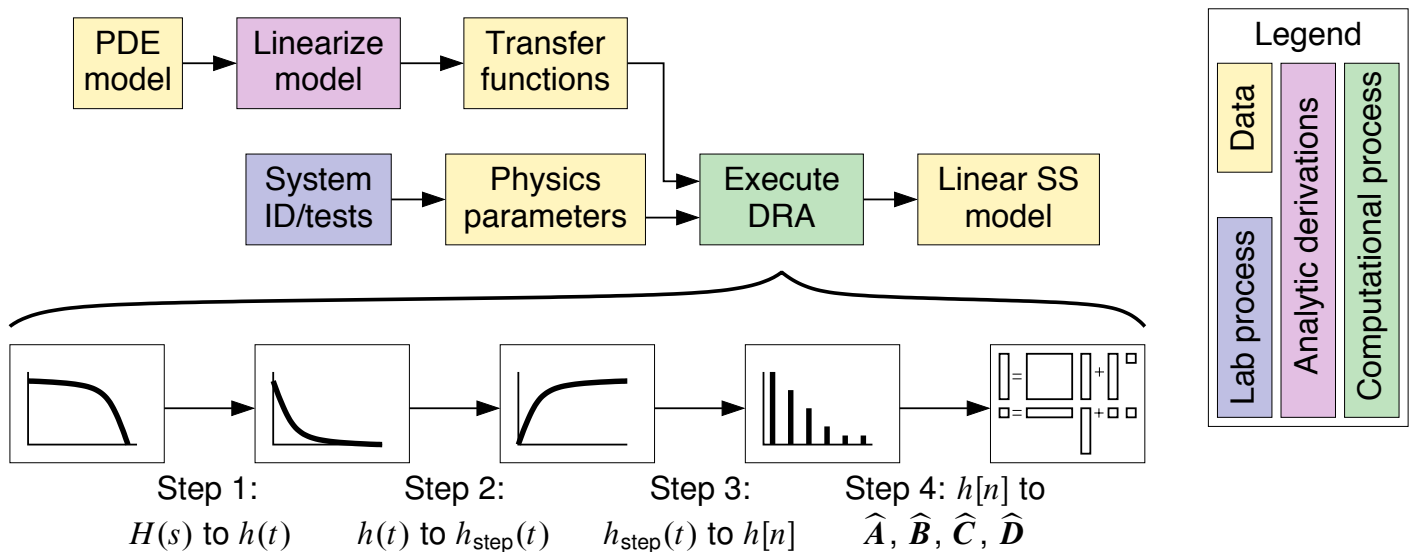 PDE
model
Linearize
model
Transfer
functions
System
ID/tests
Physics
parameters
Execute
DRA
Linear SS
model
Legend
Data
Lab process
Analytic derivations
Computational process
=
+
=
+
Step 1:
H(s) to h(t)
Step 2:
h(t) to h_step(t)
Step 3:
h_step(t) to h[n]
Step 4: h[n] to
Â, B̂, Ĉ, D̂